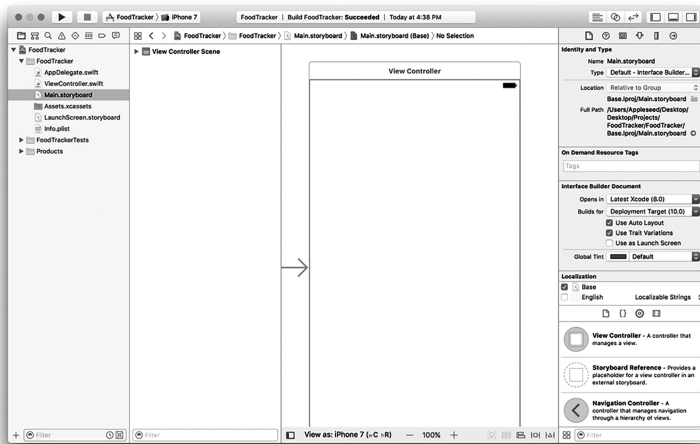 FoodTracker iPhone 7
FoodTracker | Build FoodTracker: Succeeded | Today at 4:38 PM
FoodTracker FoodTracker Main.storyboard Main.storyboard (Base) No Selection
FoodTracker
FoodTracker
AppDelegate.swift
ViewController.swift
Main.storyboard
Assets.xcassets
LaunchScreen.storyboard
Info.plist
FoodTrackerTests
Products
Filter
View Controller Scene
Filter
View Controller
View as: iPhone 7 (wC hR)
100%
Identity and Type
Name Main.storyboard
Type Default - Interface Builder...
Location Relative to Group
Base.lproj/Main.storyboard
Full Path /Users/Appleseed/Desktop/
Desktop/Projects/
FoodTracker/FoodTracker/
Base.lproj/Main.storyboard
On Demand Resource Tags
Tags
Interface Builder Document
Opens in Latest Xcode (8.0)
Builds for Deployment Target (10.0)
Use Auto Layout
Use Trait Variations
Use as Launch Screen
Global Tint Default
Localization
Base
English Localizable Strings
View Controller - A controller that
manages a view.
Storyboard Reference - Provides a
placeholder for a view controller in an
external storyboard.
Navigation Controller - A
controller that manages navigation
through a hierarchy of views.
Filter